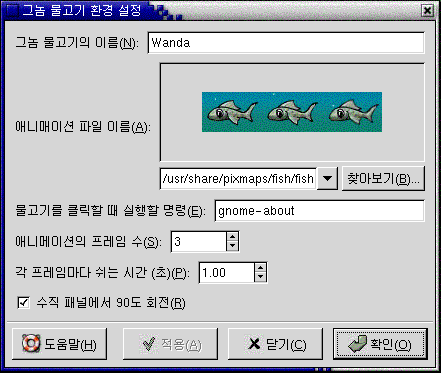 그놈 물고기 환경 설정
그놈 물고기의 이름(N): Wanda
애니매이션 파일 이름(A):
/usr/share/pixmaps/fish/fish 찾아보기(B)...
물고기를 클릭할 때 실행할 명령(E): gnome-about
애니메이션의 프레임 수(S): 3
각 프레임마다 쉬는 시간 (초)(P): 1.00
수직 패널에서 90도 회전(R)
도움말(H) 적용(A) 닫기(C) 확인(O)